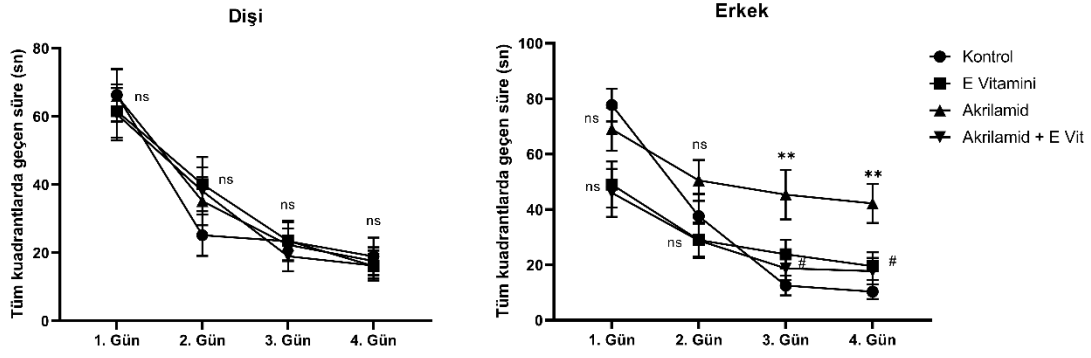 Dişi
Tüm kuadrantlarda geçen süre (sn)
80
60
40
20
0
ns
ns
ns
ns
1. Gün 2. Gün 3. Gün 4. Gün
Erkek
Tüm kuadrantlarda geçen süre (sn)
100
80
60
40
20
0
ns
ns
ns
ns
**
**
#
#
1. Gün 2. Gün 3. Gün 4. Gün
Kontrol
E Vitamini
Akrilamid
Akrilamid + E Vit